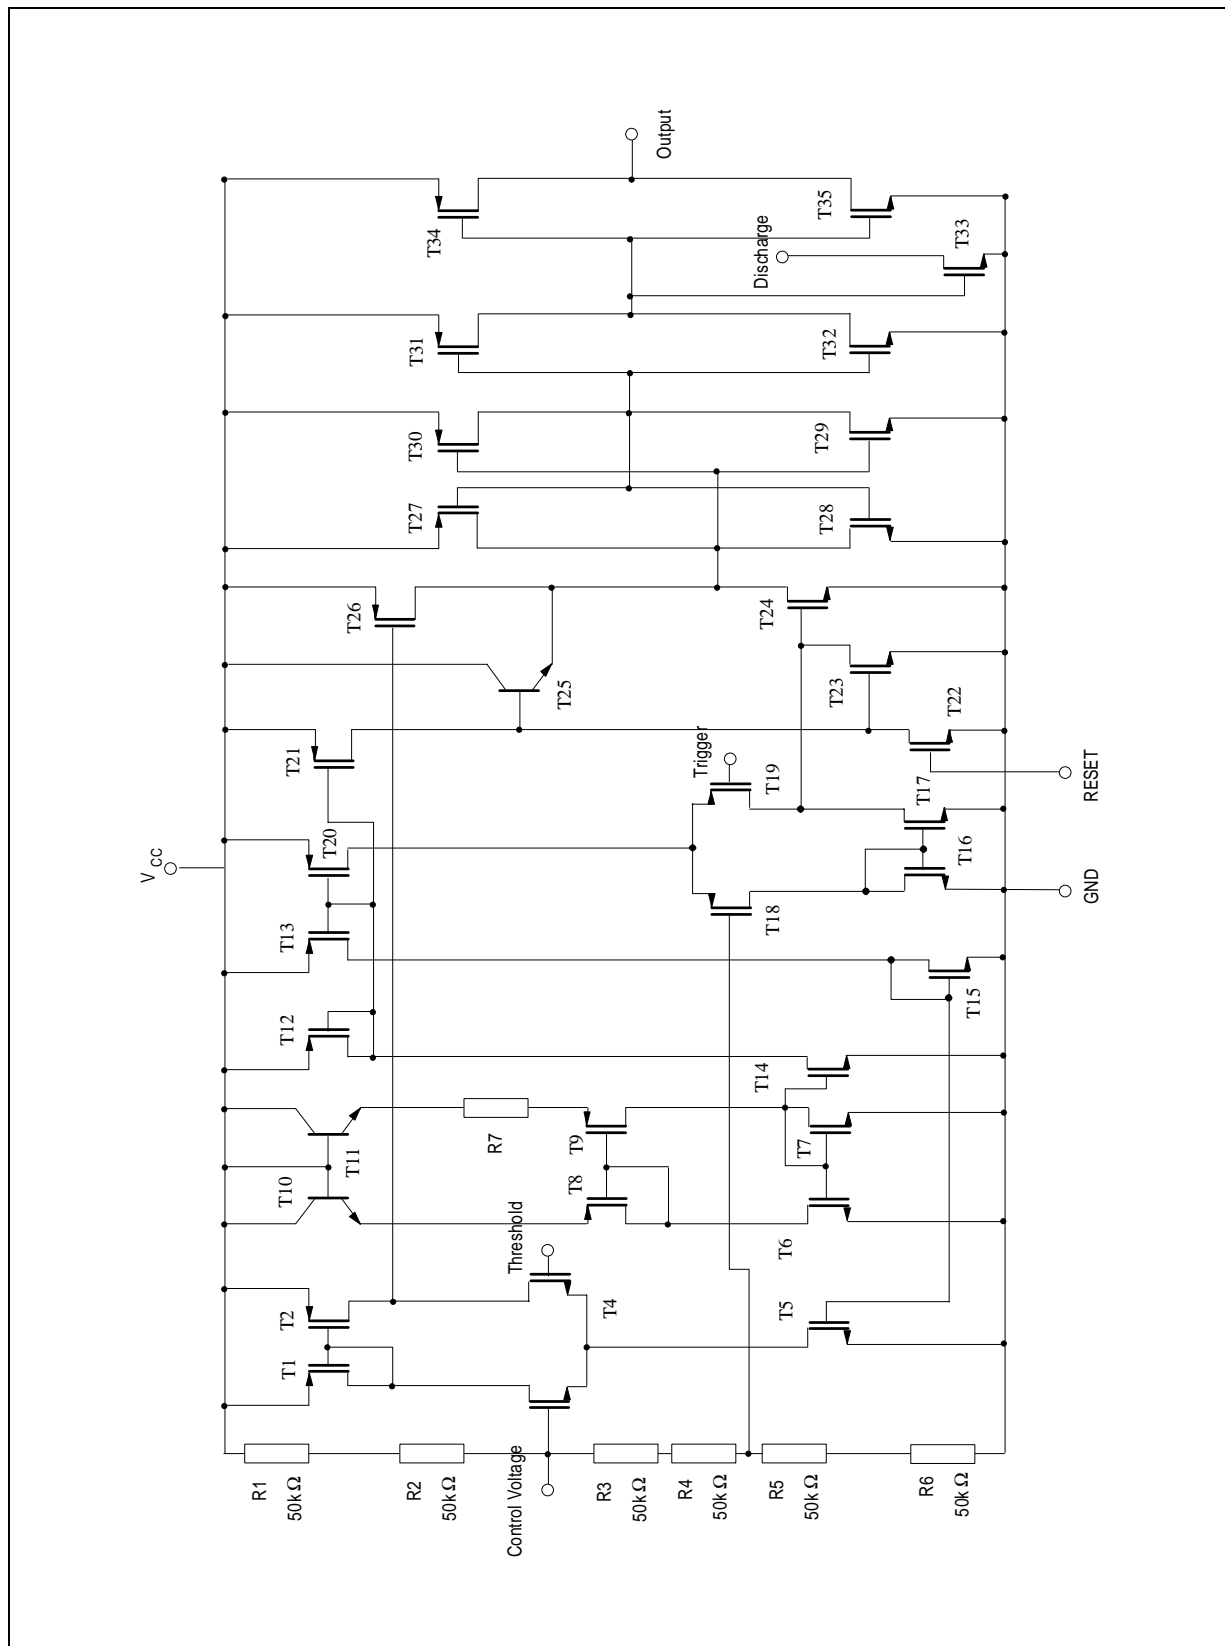 R1
50kΩ
R2
50kΩ
Control Voltage
R3
50kΩ
R4
50kΩ
R5
50kΩ
R6
50kΩ
T1
T2
Threshold
T4
T5
T10
T11
R7
T8
T9
T6
T7
T12
T14
T13
T15
VCC
T20
T18
T16
GND
T21
Trigger
T19
T17
RESET
T22
T25
T23
T26
T24
T27
T28
T30
T29
T31
T32
Discharge
T33
T34
T35
Output